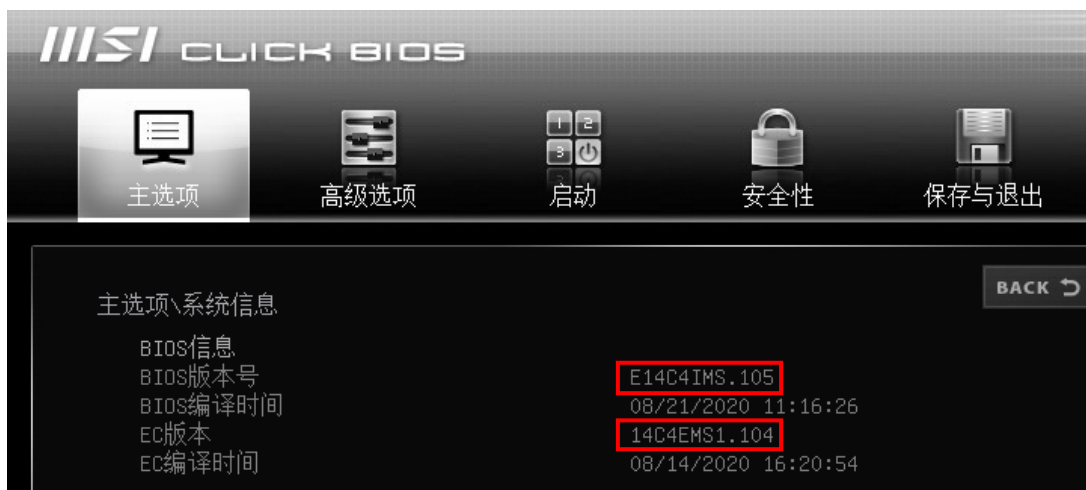 MSI CLICK BIOS
主选项 高级选项 启动 安全性 保存与退出
BACK
主选项\系统信息
BIOS信息
BIOS版本号 E14C4IMS.105
BIOS编译时间 08/21/2020 11:16:26
EC版本 14C4EMS1.104
EC编译时间 08/14/2020 16:20:54